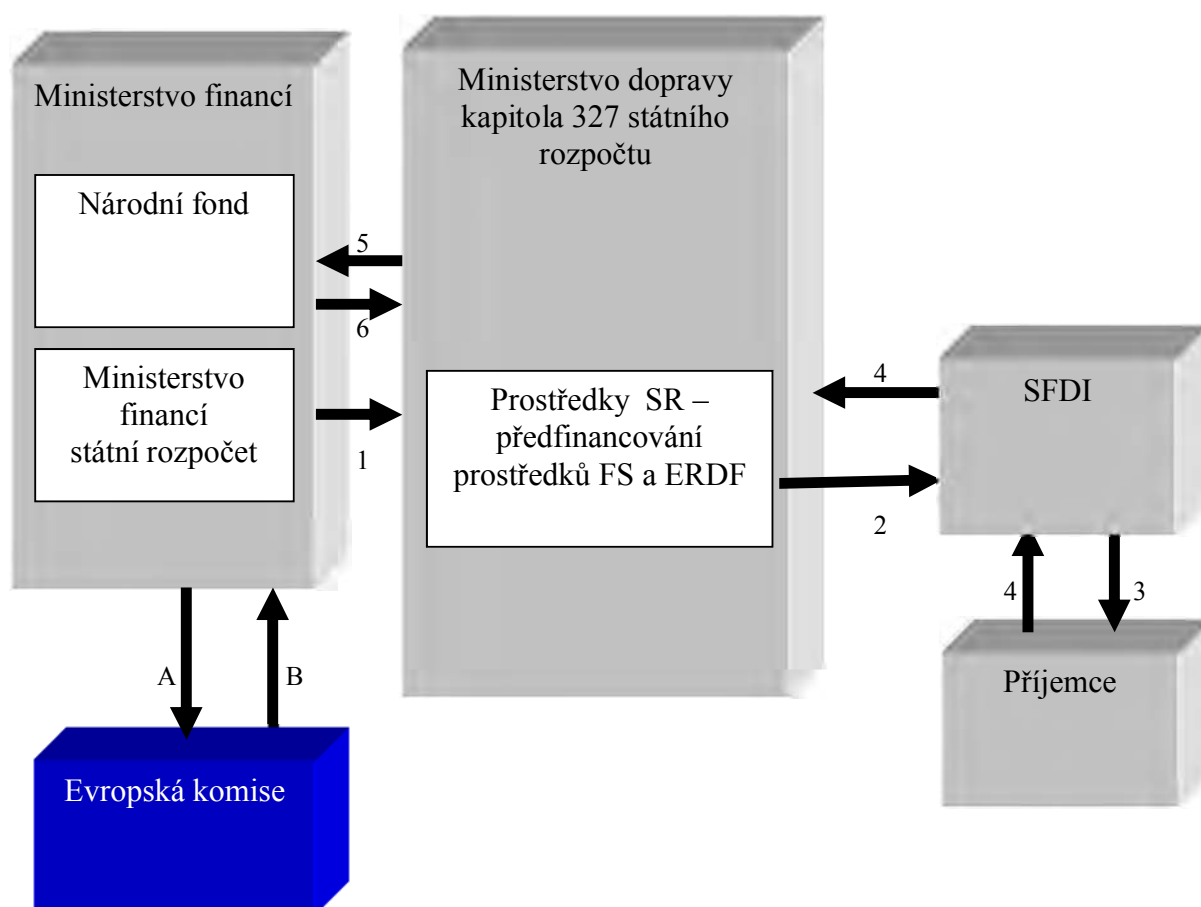 Ministerstvo financí
Národní fond
Ministerstvo
financí
státní rozpočet
Ministerstvo dopravy
kapitola 327 státního
rozpočtu
5
6
1
Prostředky SR –
předfinancování
prostředků FS a ERDF
4
2
SFDI
4
3
Příjemce
A
B
Evropská komise